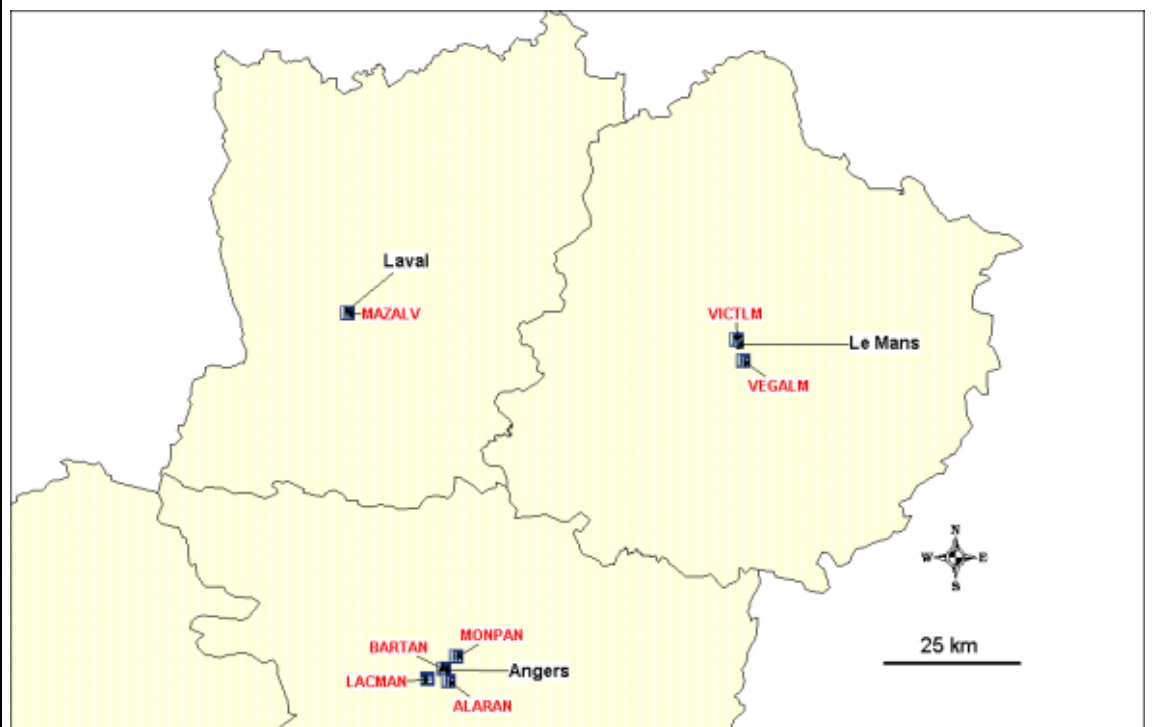 Laval
MAZALV
VICTLM
Le Mans
VEGALM
N
W E
S
25 km
MONPAN
BARTAN
Angers
LACMAN
ALARAN